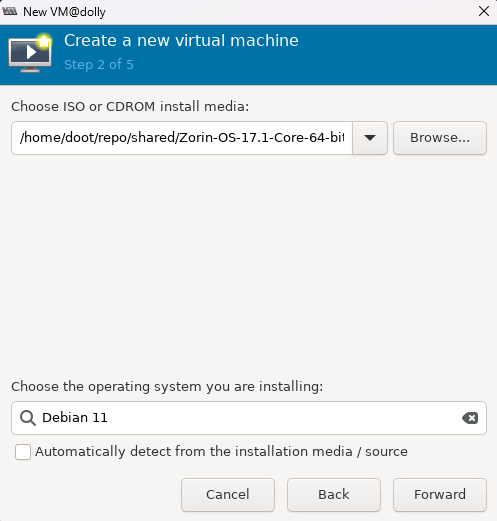 New VM@dolly
Create a new virtual machine
Step 2 of 5
Choose ISO or CDROM install media:
/home/doot/repo/shared/Zorin-OS-17.1-Core-64-bit
Browse...
Choose the operating system you are installing:
Debian 11
Automatically detect from the installation media / source
Cancel Back Forward